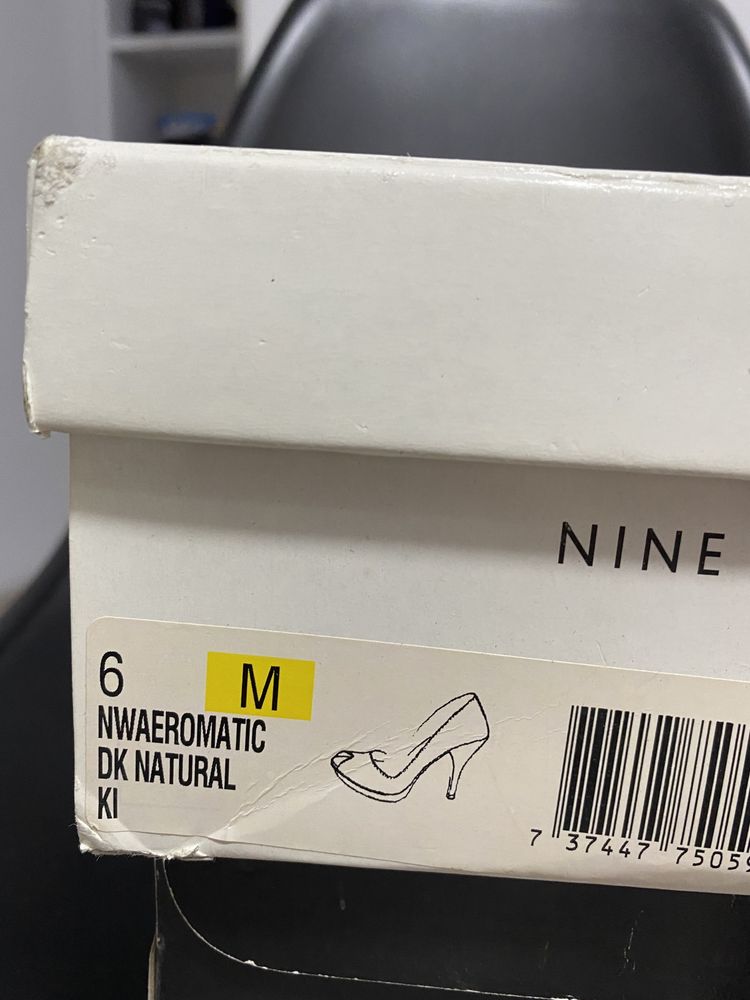 NINE
6 M
NWAEROMATIC
DK NATURAL
KI
7 37447 7505